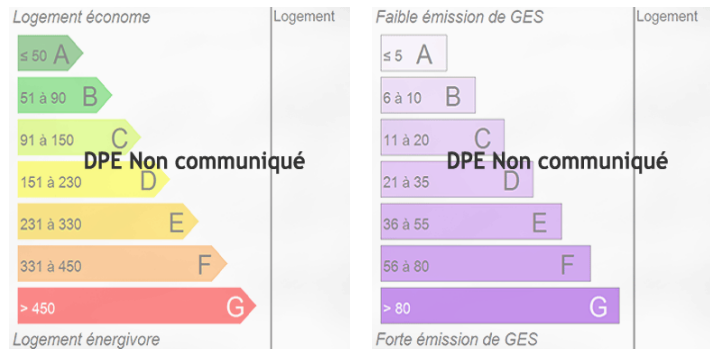 Logement économe
Logement
≤ 50 A
51 à 90 B
91 à 150 C
DPE Non communiqué
151 à 230 D
231 à 330 E
331 à 450 F
> 450 G
Logement énergivore
Faible émission de GES
Logement
≤ 5 A
6 à 10 B
11 à 20 C
DPE Non communiqué
21 à 35 D
36 à 55 E
56 à 80 F
> 80 G
Forte émission de GES